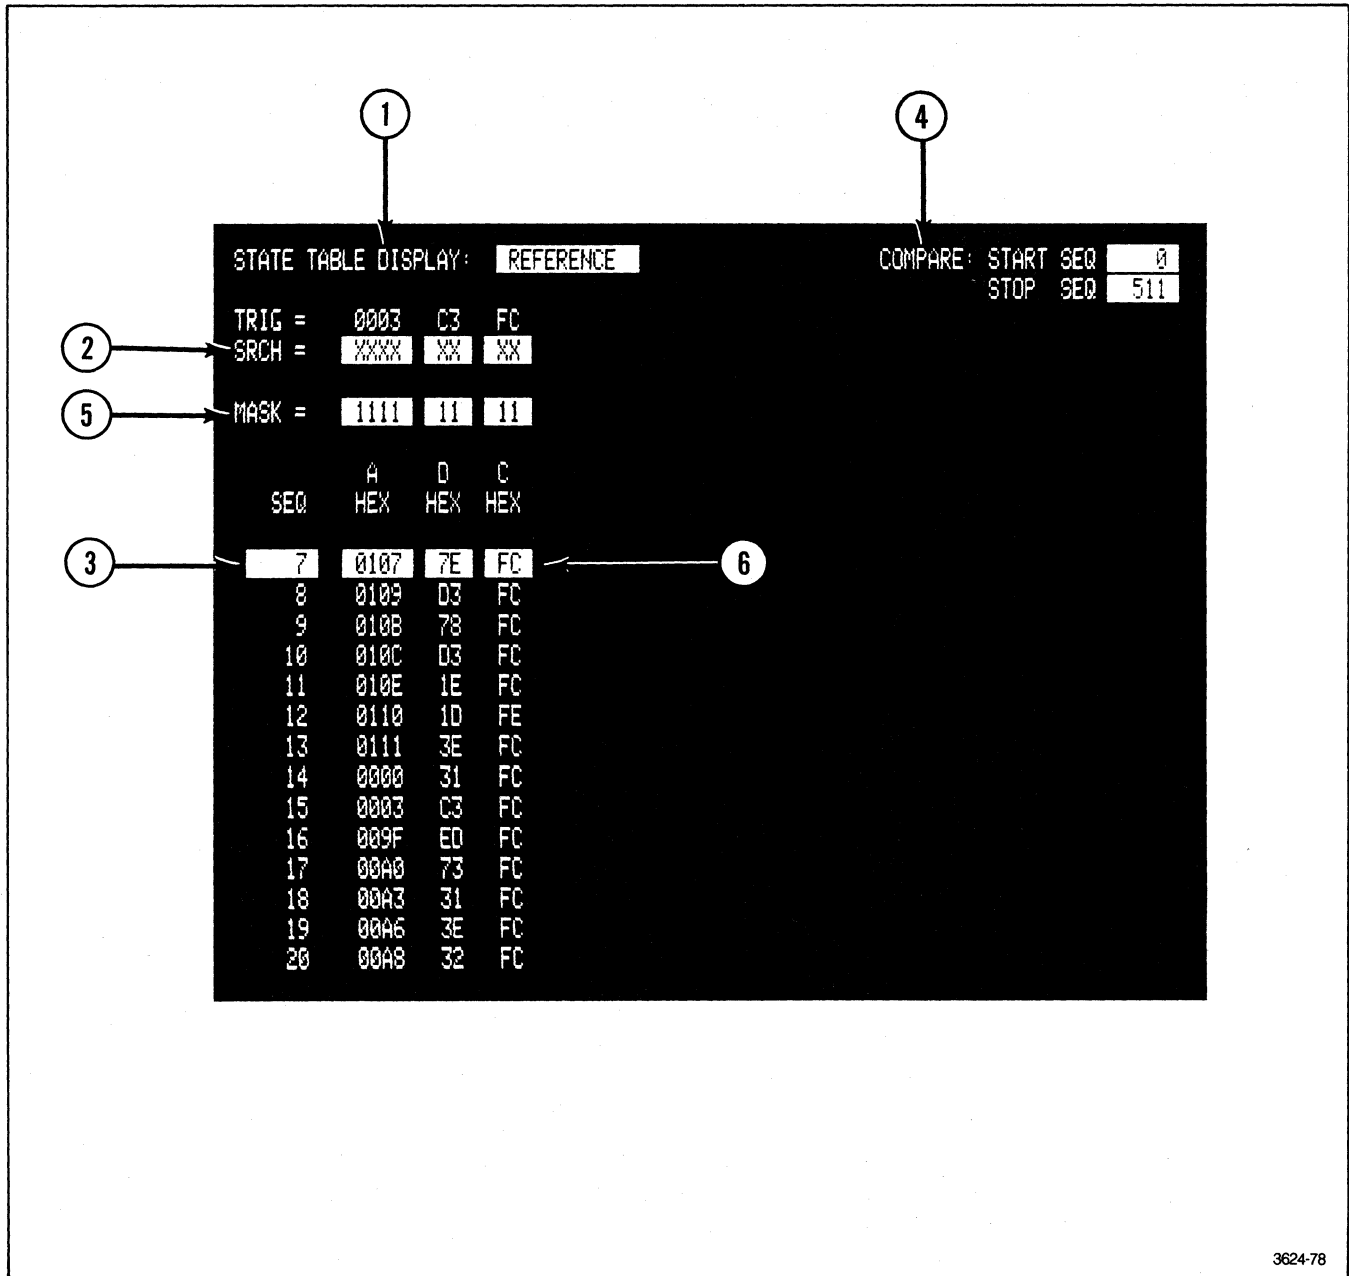 1
4
STATE TABLE DISPLAY: REFERENCE COMPARE: START SEQ 0
STOP SEQ 511
TRIG = 0003 C3 FC
2 SRCH = XXXX XX XX
5 MASK = 1111 11 11
A D C
SEQ HEX HEX HEX
3 7 0107 7E FC 6
8 0109 D3 FC
9 010B 78 FC
10 010C D3 FC
11 010E 1E FC
12 0110 1D FE
13 0111 3E FC
14 0000 31 FC
15 0003 C3 FC
16 009F ED FC
17 00A0 73 FC
18 00A3 31 FC
19 00A6 3E FC
20 00A8 32 FC
3624-78